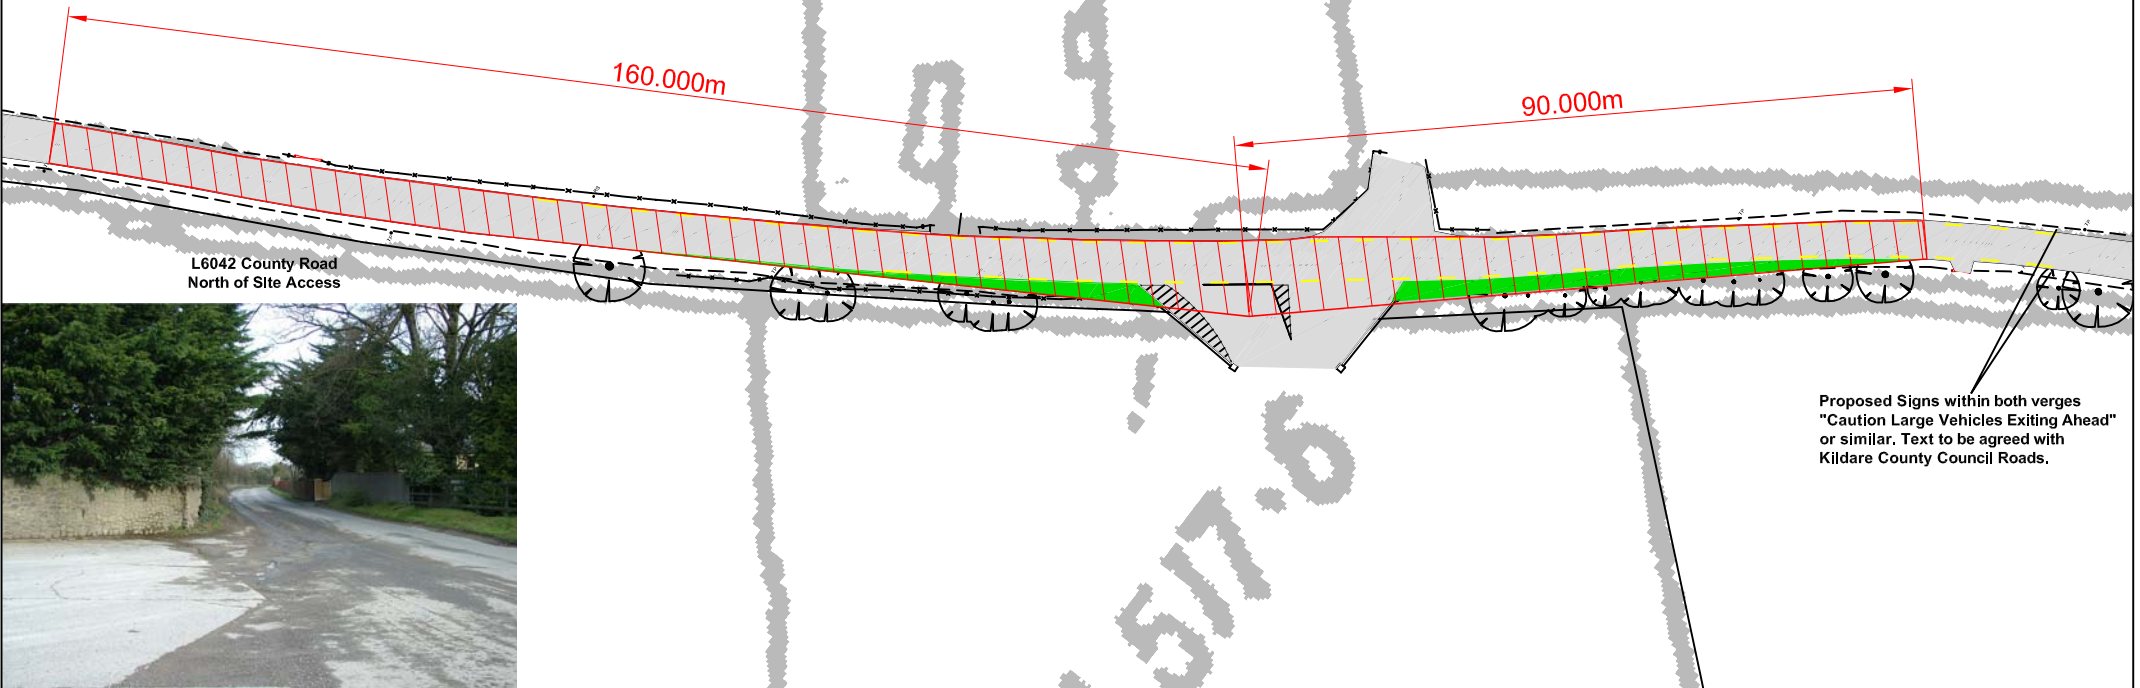 160.000m
90.000m
L6042 County Road
North of SIte Access
Proposed Signs within both verges
"Caution Large Vehicles Exiting Ahead"
or similar. Text to be agreed with
Kildare County Council Roads.
517.6